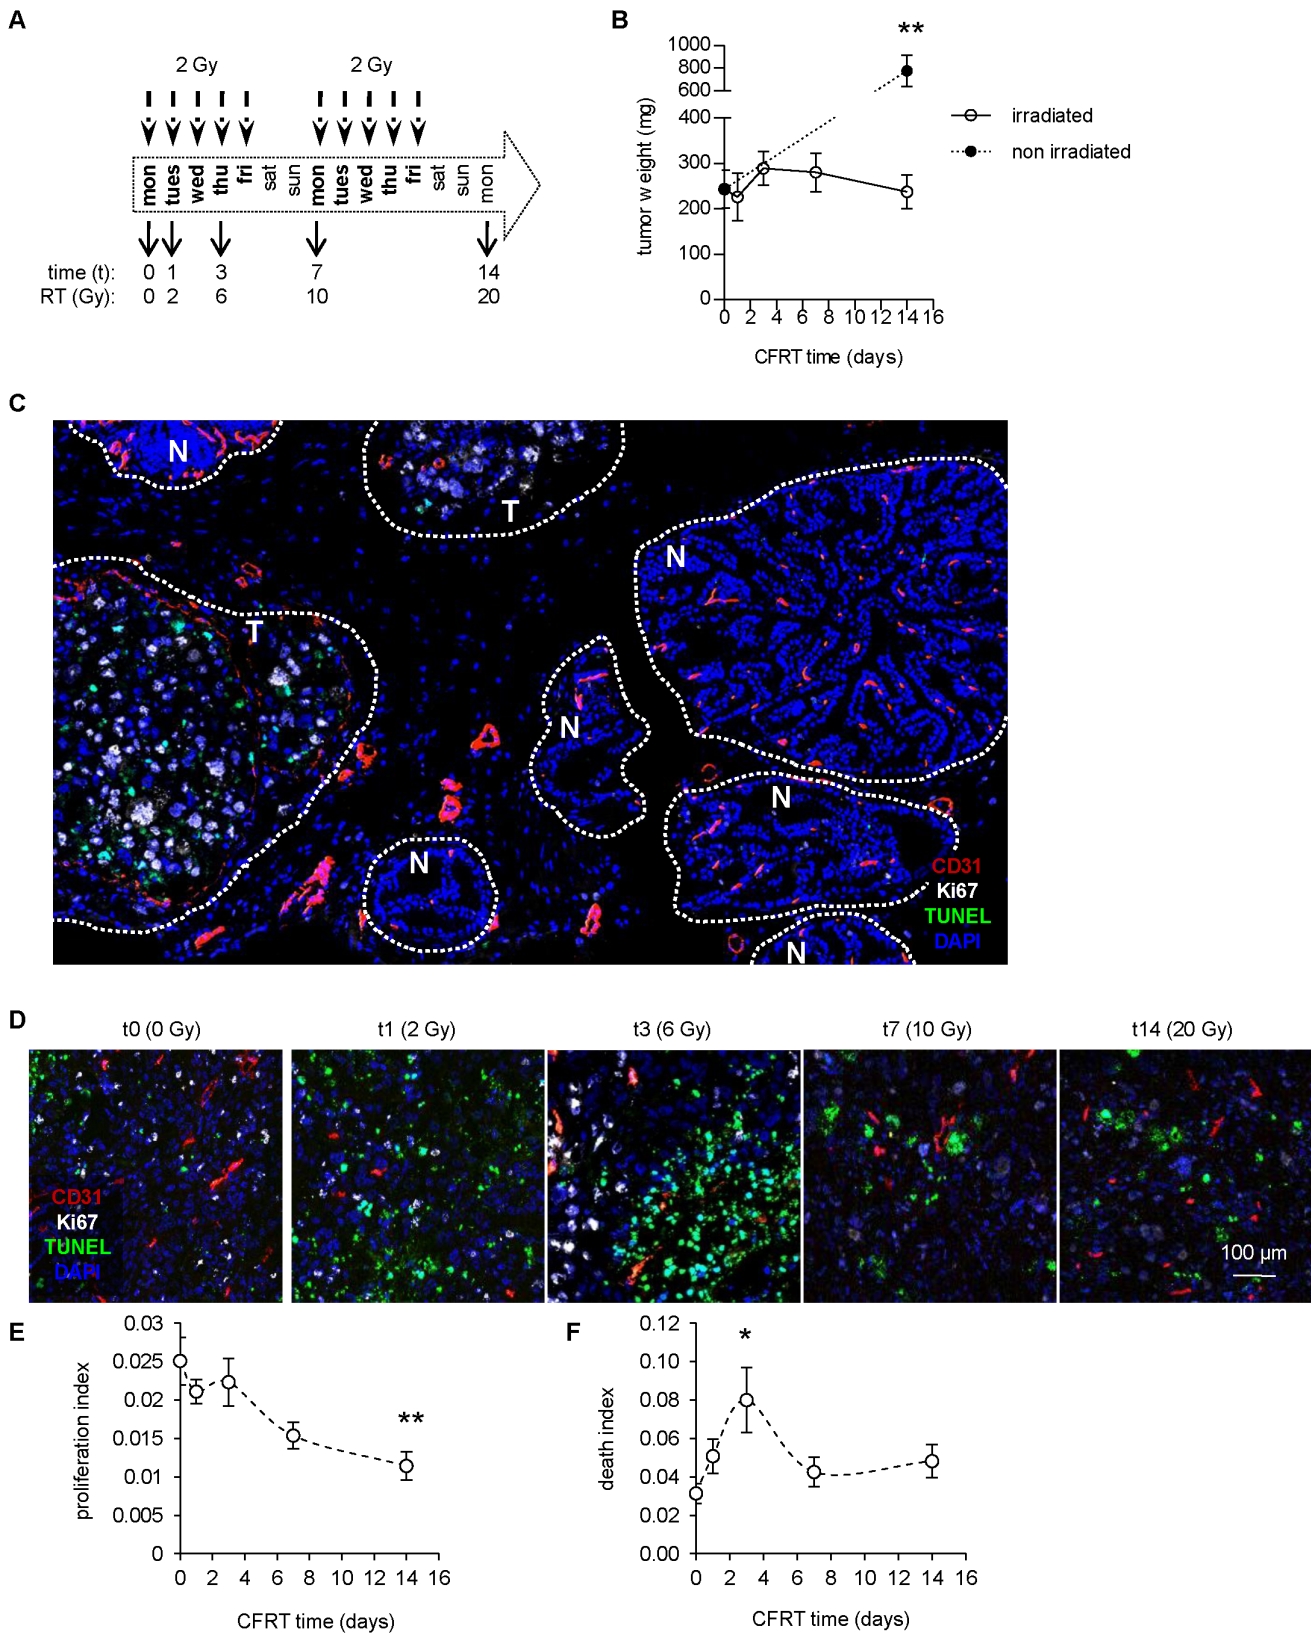 A
2 Gy 2 Gy
mon tues wed thu fri sat sun mon tues wed thu fri sat sun mon
time (t): 0 1 3 7 14
RT (Gy): 0 2 6 10 20
B
**
1000
800
600
400
300
200
100
0
tumor w eight (mg)
0 2 4 6 8 10 12 14 16
CFRT time (days)
irradiated
non irradiated
C
N
T
N
T
N
N
N
N
CD31
Ki67
TUNEL
DAPI
D
t0 (0 Gy) t1 (2 Gy) t3 (6 Gy) t7 (10 Gy) t14 (20 Gy)
CD31
Ki67
TUNEL
DAPI
100 µm
E
**
0.03
0.025
0.02
0.015
0.01
0.005
0
proliferation index
0 2 4 6 8 10 12 14 16
CFRT time (days)
F
*
0.12
0.10
0.08
0.06
0.04
0.02
0.00
death index
0 2 4 6 8 10 12 14 16
CFRT time (days)